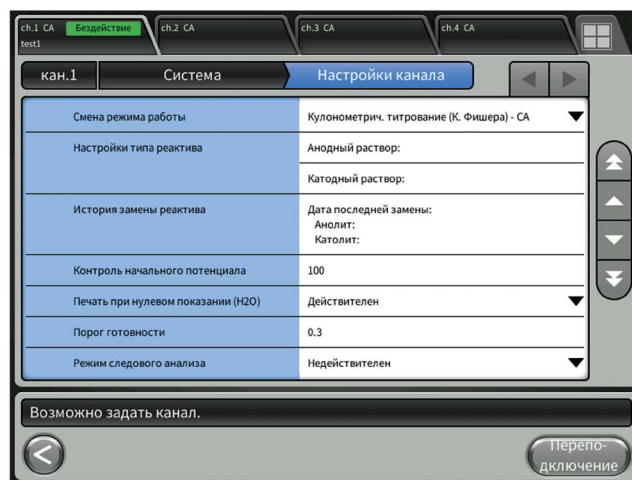 ch.1 CA Бездействие
test1
ch.2 CA
ch.3 CA
ch.4 CA
кан.1 Система Настройки канала
Смена режима работы Кулонометрич. титрование (К. Фишера) - CA
Настройки типа реактива Анодный раствор:
Катодный раствор:
История замены реактива Дата последней замены:
Анолит:
Католит:
Контроль начального потенциала 100
Печать при нулевом показании (H2O) Действителен
Порог готовности 0.3
Режим следового анализа Недействителен
Возможно задать канал.
Перепо-
дключение